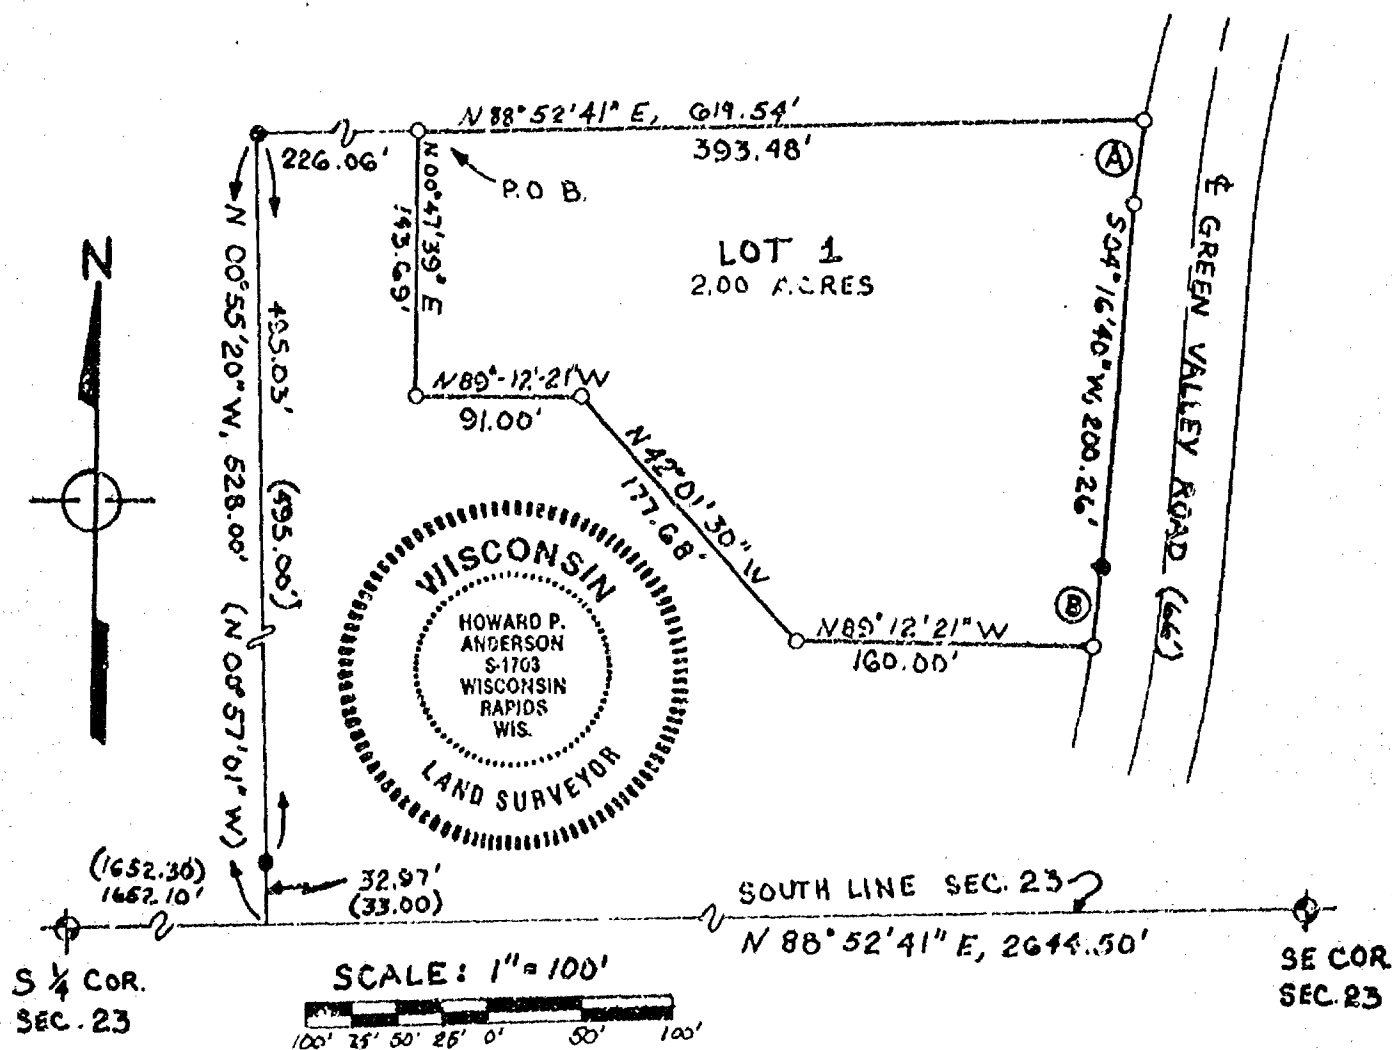 N 88°52'41" E, 619.54'
226.06'
393.48'
P.O.B.
A
N 00°47'39" E
143.69'
LOT 1
2.00 ACRES
S04°16'40"W, 200.26'
℄ GREEN VALLEY ROAD (66')
N
N 00°55'20" W, 528.00' (N 00°57'01" W)
495.03' (495.00')
N89°-12'-21"W
91.00'
N42°01'30"W
177.68'
WISCONSIN
HOWARD P.
ANDERSON
S-1703
WISCONSIN
RAPIDS
WIS.
LAND SURVEYOR
B
N89°12'21"W
160.00'
(1652.30)
1652.10'
32.97'
(33.00)
SOUTH LINE SEC. 23
N 88°52'41" E, 2644.50'
S ¼ COR.
SEC. 23
SE COR
SEC. 23
SCALE: 1"=100'
100' 75' 50' 25' 0' 50' 100'